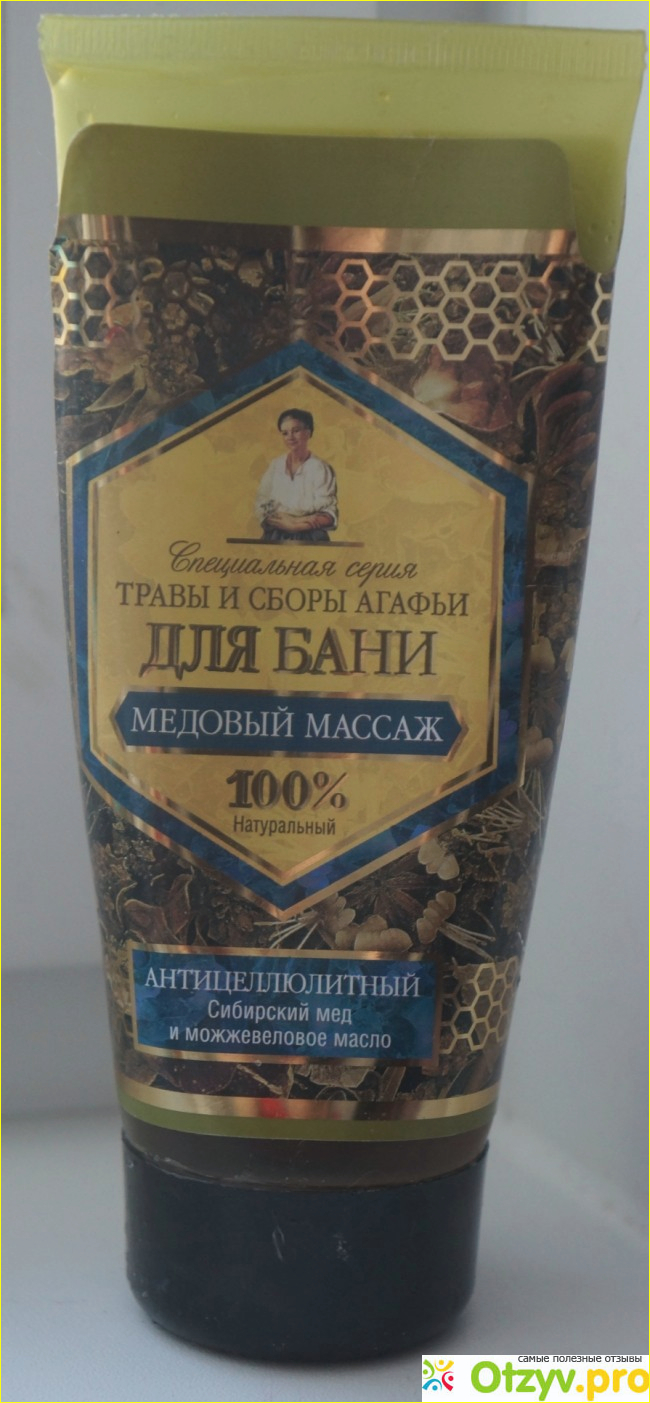 Специальная серия
ТРАВЫ И СБОРЫ АГАФЬИ
ДЛЯ БАНИ
МЕДОВЫЙ МАССАЖ
100%
Натуральный
АНТИЦЕЛЛЮЛИТНЫЙ
Сибирский мед
и можжевеловое масло
самые полезные отзывы
Otzyv.pro